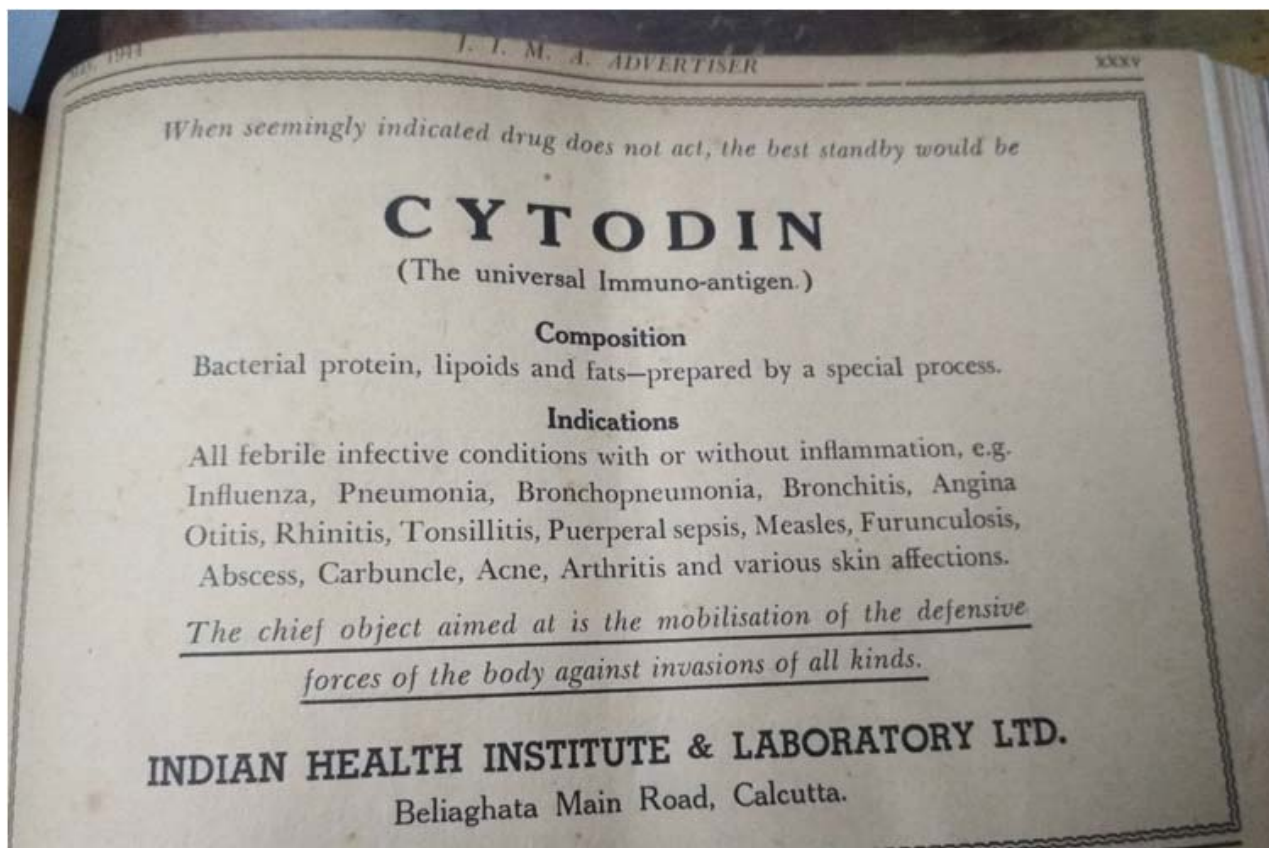 May, 1944 J. I. M. A. ADVERTISER xxxv
When seemingly indicated drug does not act, the best standby would be
CYTODIN
(The universal Immuno-antigen.)
Composition
Bacterial protein, lipoids and fats—prepared by a special process.
Indications
All febrile infective conditions with or without inflammation, e.g.
Influenza, Pneumonia, Bronchopneumonia, Bronchitis, Angina
Otitis, Rhinitis, Tonsillitis, Puerperal sepsis, Measles, Furunculosis,
Abscess, Carbuncle, Acne, Arthritis and various skin affections.
The chief object aimed at is the mobilisation of the defensive
forces of the body against invasions of all kinds.
INDIAN HEALTH INSTITUTE & LABORATORY LTD.
Beliaghata Main Road, Calcutta.